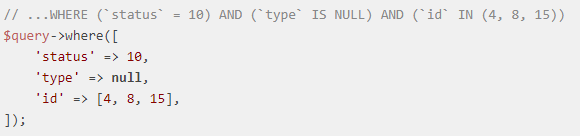 // ...WHERE (`status` = 10) AND (`type` IS NULL) AND (`id` IN (4, 8, 15))
$query->where([
    'status' => 10,
    'type' => null,
    'id' => [4, 8, 15],
]);